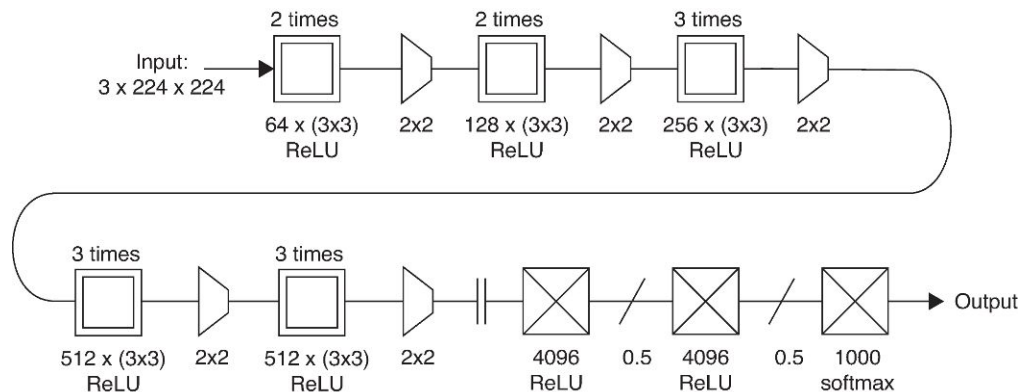 2 times
2 times
3 times
Input:
3 x 224 x 224
64 x (3x3)
ReLU
2x2
128 x (3x3)
ReLU
2x2
256 x (3x3)
ReLU
2x2
3 times
3 times
Output
512 x (3x3)
ReLU
2x2
512 x (3x3)
ReLU
2x2
4096
ReLU
0.5
4096
ReLU
0.5
1000
softmax